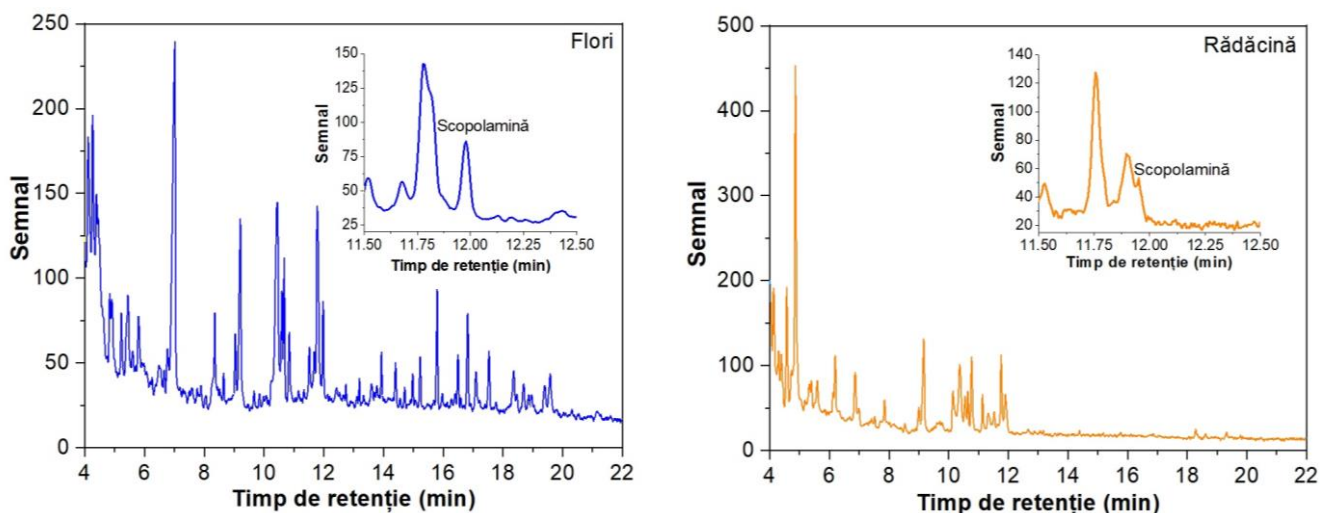 Flori
Semnal
250
200
150
100
50
0
4 6 8 10 12 14 16 18 20 22
Timp de retenție (min)
Semnal
150
125
100
75
50
25
Scopolamină
11.50 11.75 12.00 12.25 12.50
Timp de retenție (min)
Rădăcină
Semnal
500
400
300
200
100
0
4 6 8 10 12 14 16 18 20 22
Timp de retenție (min)
Semnal
140
120
100
80
60
40
20
Scopolamină
11.50 11.75 12.00 12.25 12.50
Timp de retenție (min)